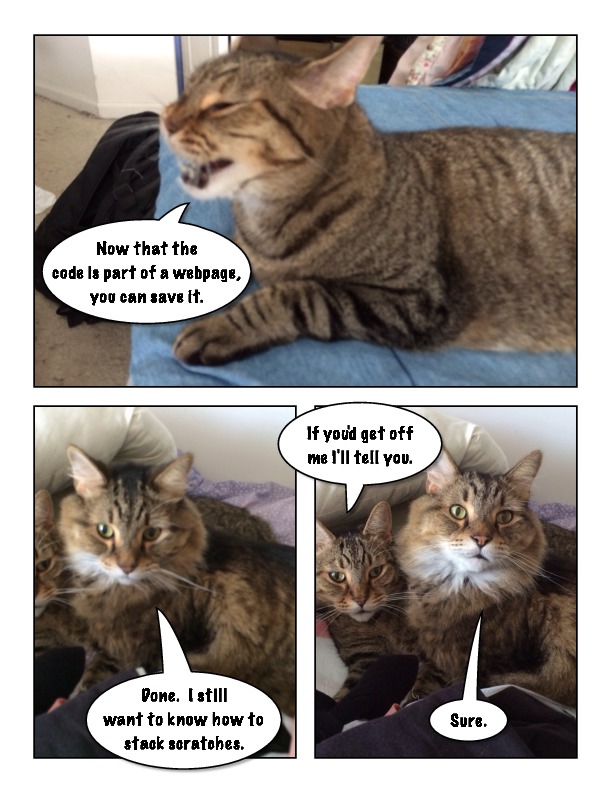 Now that the
code is part of a webpage,
you can save it.
If you'd get off
me I'll tell you.
Done.  I still
want to know how to
stack scratches.
Sure.